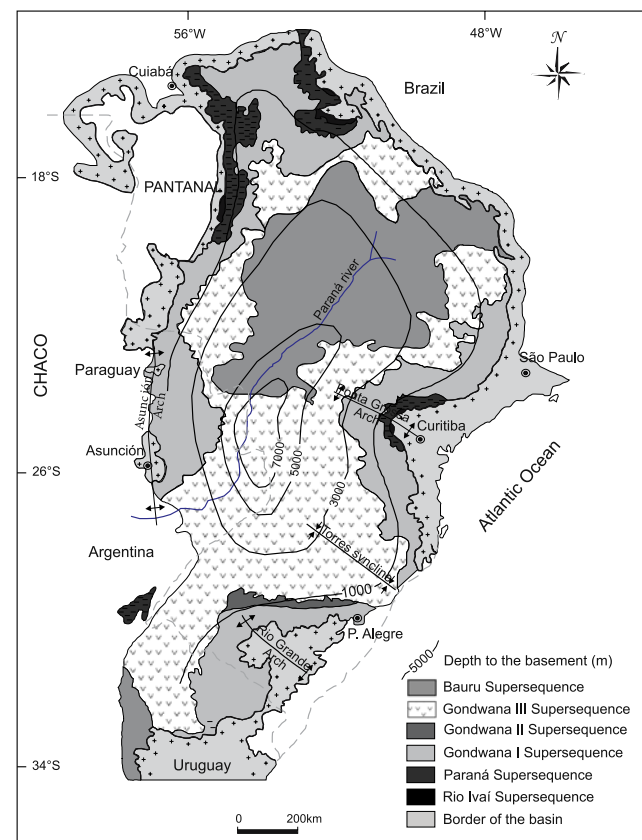 56°W
48°W
N
Cuiabá
Brazil
18°S
PANTANAL
Paraná river
CHACO
Paraguay
São Paulo
Asunción
Arch
Ponta Grossa
Arch
Curitiba
Asunción
7000
5000
26°S
3000
Atlantic Ocean
Argentina
Torres syncline
1000
P. Alegre
Rio Grande
Arch
5000
Depth to the basement (m)
Bauru Supersequence
Gondwana III Supersequence
Gondwana II Supersequence
Gondwana I Supersequence
Paraná Supersequence
Rio Ivaí Supersequence
Border of the basin
34°S
Uruguay
0
200km